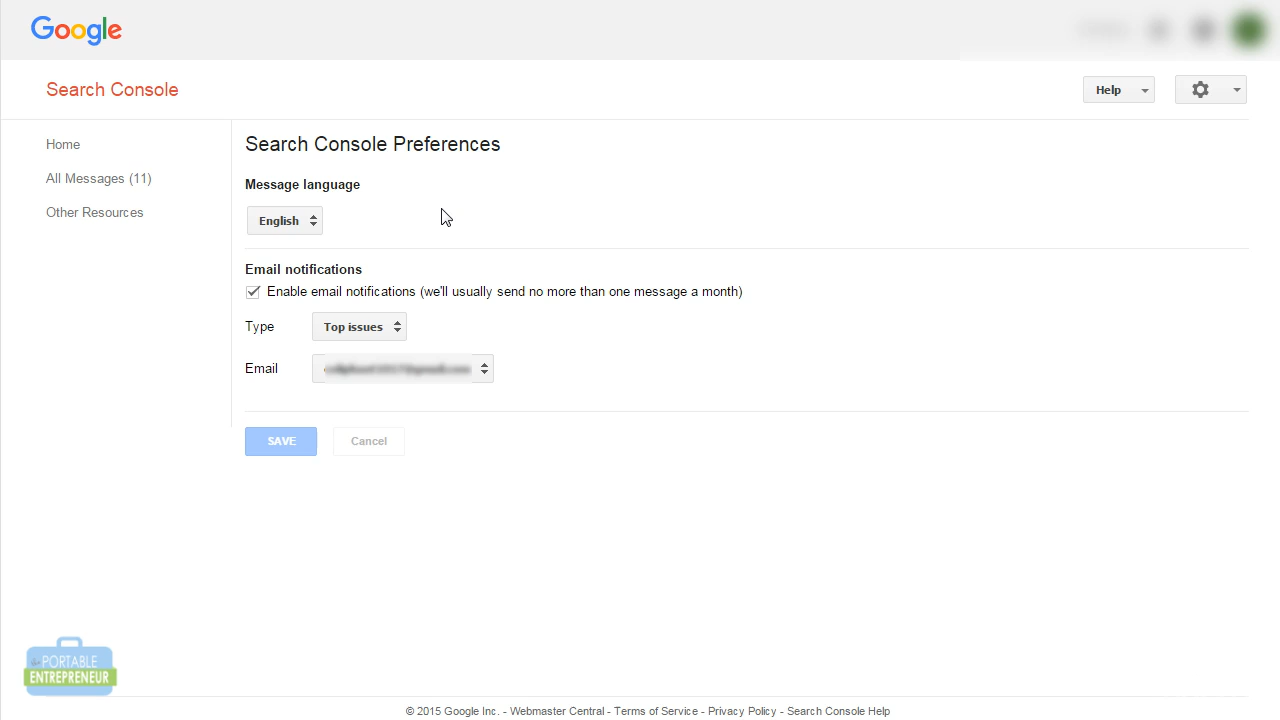 Google
Search Console
Help
Home
All Messages (11)
Other Resources
Search Console Preferences
Message language
English
Email notifications
Enable email notifications (we'll usually send no more than one message a month)
Type
Top issues
Email
SAVE
Cancel
PORTABLE
ENTREPRENEUR
© 2015 Google Inc. - Webmaster Central - Terms of Service - Privacy Policy - Search Console Help